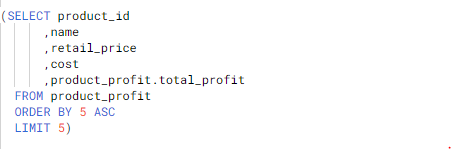 (SELECT product_id
,name
,retail_price
,cost
,product_profit.total_profit
FROM product_profit
ORDER BY 5 ASC
LIMIT 5)